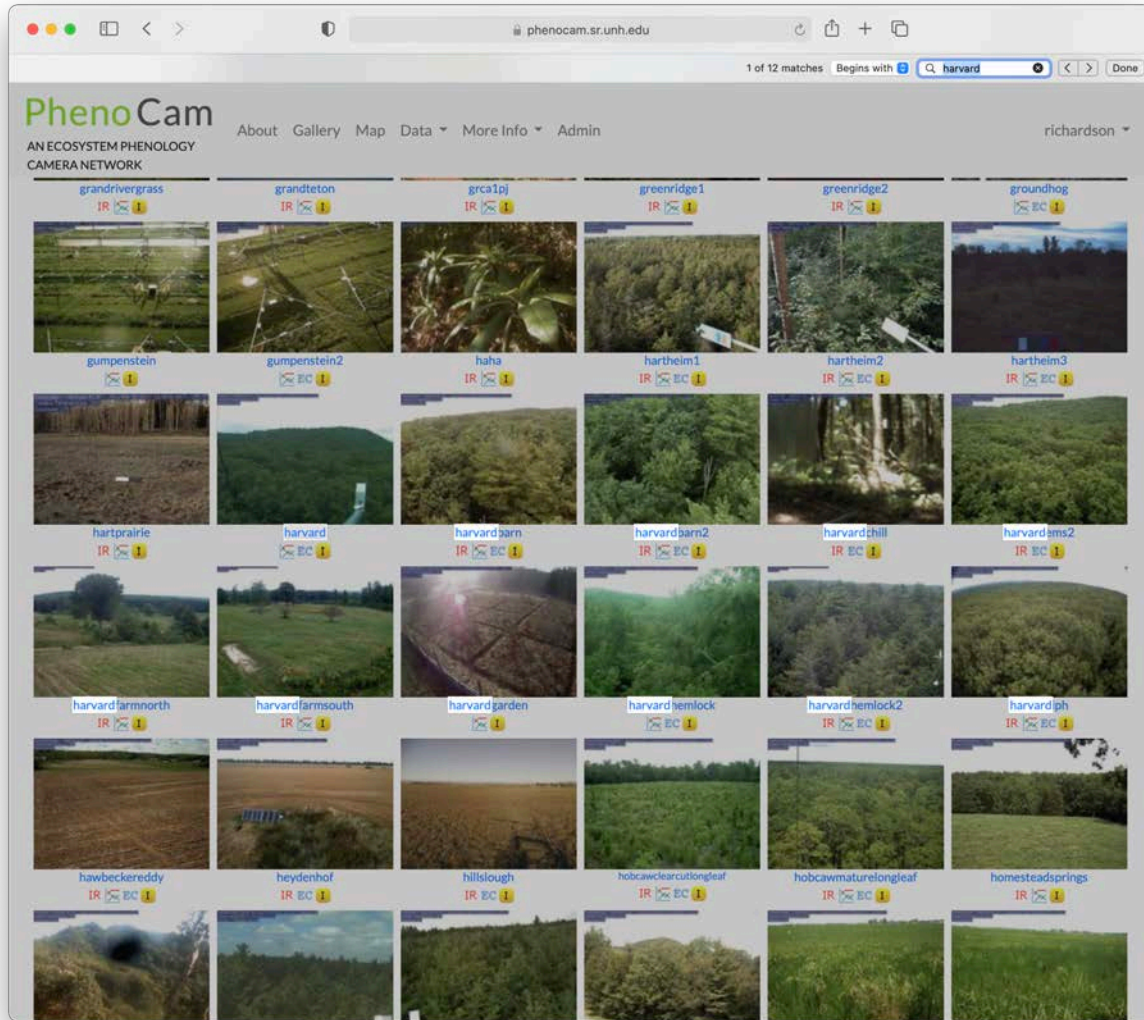 phenocam.sr.unh.edu
1 of 12 matches Begins with harvard Done
PhenoCam
AN ECOSYSTEM PHENOLOGY
CAMERA NETWORK
About Gallery Map Data More Info Admin richardson
grandrivergrass grandteton grca1pj greenridge1 greenridge2 groundhog
IR I IR I IR I IR I IR I EC I
gumpenstein gumpenstein2 haha hartheim1 hartheim2 hartheim3
I EC I IR I IR I IR I IR EC I
hartprairie harvard harvardbarn harvardbarn2 harvardchill harvardems2
IR I EC I IR EC I IR EC I IR EC I IR EC I
harvardfarmnorth harvardfarmsouth harvardgarden harvardhemlock harvardhemlock2 harvardlph
IR I IR I I EC I IR EC I IR EC I
hawbeckereddy heydenhof hillslough hobcawclearcutlongleaf hobcawmaturelongleaf homesteadsprings
IR EC I IR EC I IR EC I IR EC I IR EC I IR I